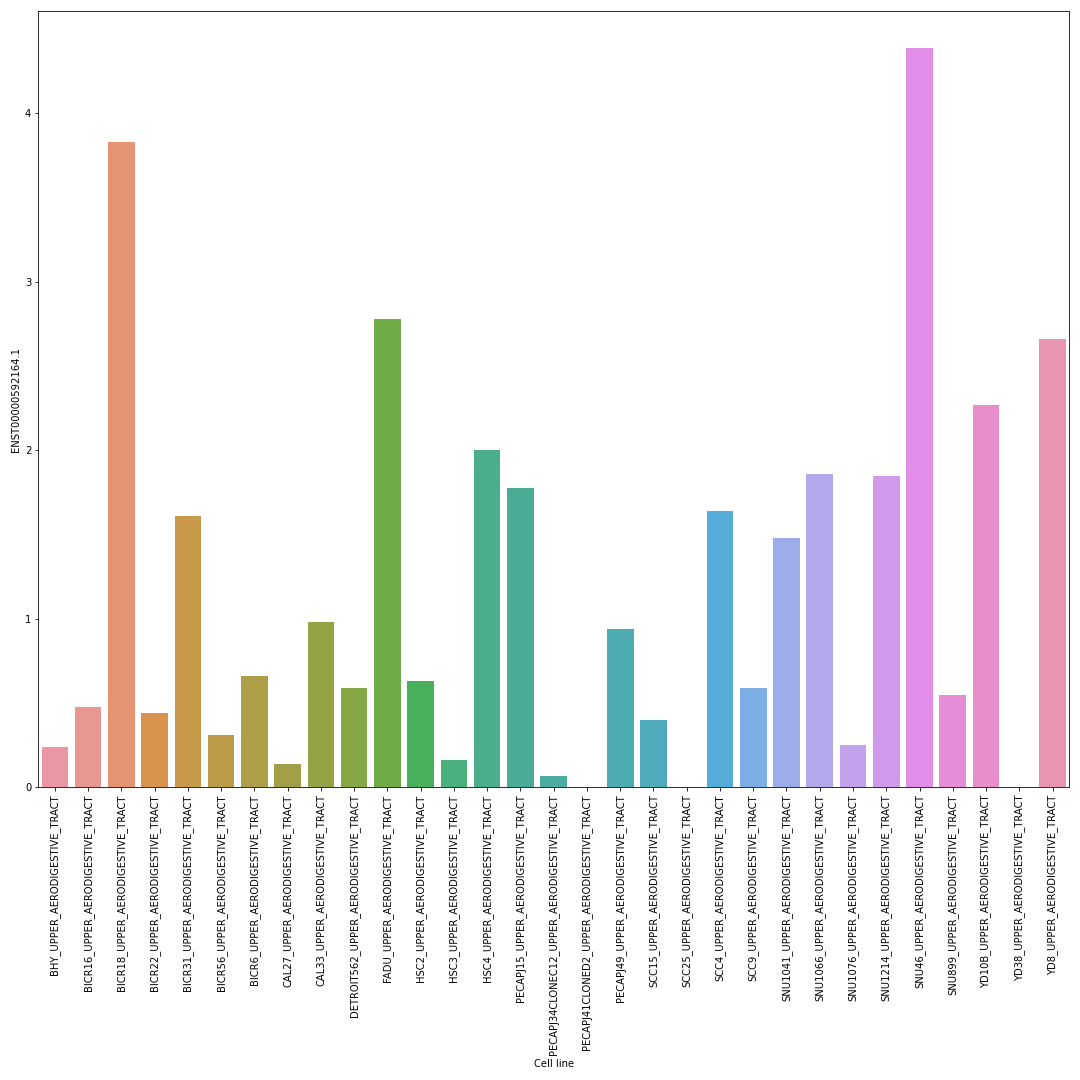 ENST00000592164.1
4
3
2
1
0
BHY_UPPER_AERODIGESTIVE_TRACT
BICR16_UPPER_AERODIGESTIVE_TRACT
BICR18_UPPER_AERODIGESTIVE_TRACT
BICR22_UPPER_AERODIGESTIVE_TRACT
BICR31_UPPER_AERODIGESTIVE_TRACT
BICR56_UPPER_AERODIGESTIVE_TRACT
BICR6_UPPER_AERODIGESTIVE_TRACT
CAL27_UPPER_AERODIGESTIVE_TRACT
CAL33_UPPER_AERODIGESTIVE_TRACT
DETROIT562_UPPER_AERODIGESTIVE_TRACT
FADU_UPPER_AERODIGESTIVE_TRACT
HSC2_UPPER_AERODIGESTIVE_TRACT
HSC3_UPPER_AERODIGESTIVE_TRACT
HSC4_UPPER_AERODIGESTIVE_TRACT
PECAPJ15_UPPER_AERODIGESTIVE_TRACT
PECAPJ34CLONEC12_UPPER_AERODIGESTIVE_TRACT
PECAPJ41CLONED2_UPPER_AERODIGESTIVE_TRACT
PECAPJ49_UPPER_AERODIGESTIVE_TRACT
SCC15_UPPER_AERODIGESTIVE_TRACT
SCC25_UPPER_AERODIGESTIVE_TRACT
SCC4_UPPER_AERODIGESTIVE_TRACT
SCC9_UPPER_AERODIGESTIVE_TRACT
SNU1041_UPPER_AERODIGESTIVE_TRACT
SNU1066_UPPER_AERODIGESTIVE_TRACT
SNU1076_UPPER_AERODIGESTIVE_TRACT
SNU1214_UPPER_AERODIGESTIVE_TRACT
SNU46_UPPER_AERODIGESTIVE_TRACT
SNU899_UPPER_AERODIGESTIVE_TRACT
YD10B_UPPER_AERODIGESTIVE_TRACT
YD38_UPPER_AERODIGESTIVE_TRACT
YD8_UPPER_AERODIGESTIVE_TRACT
Cell line